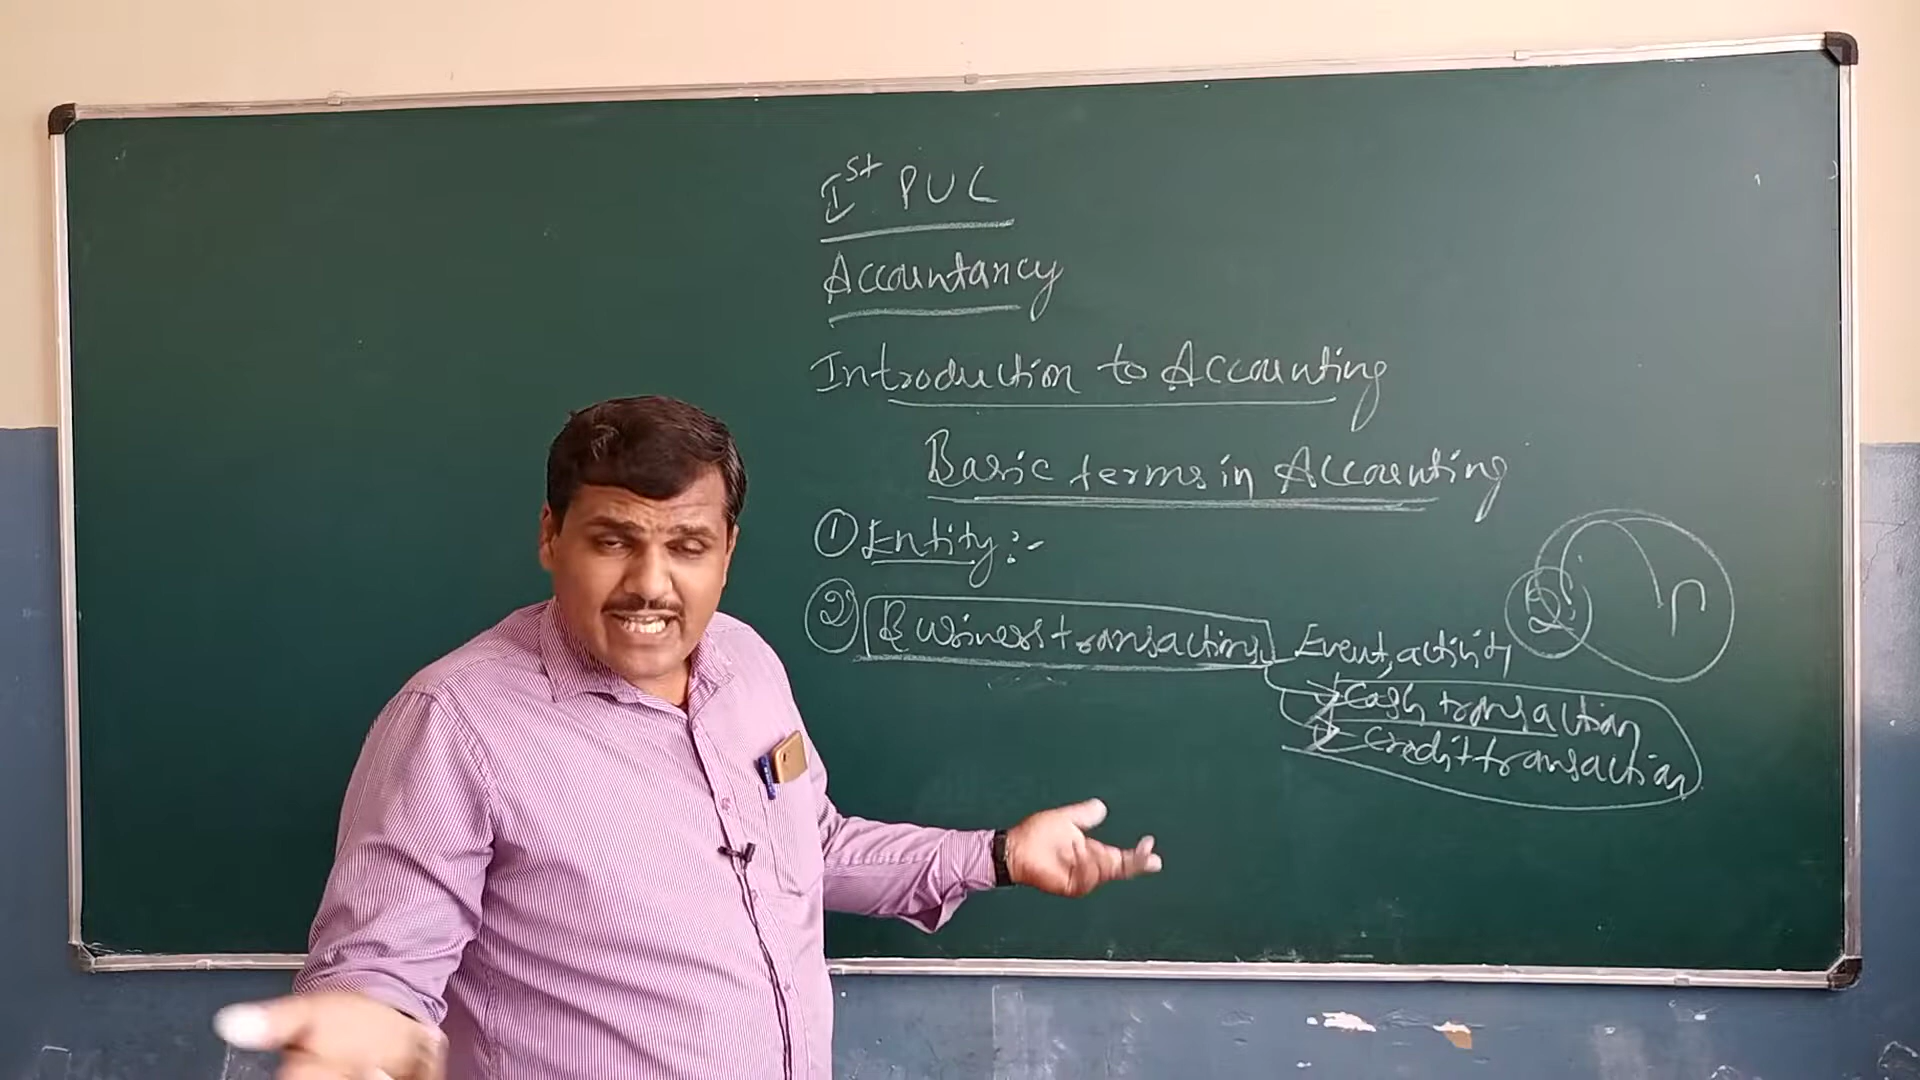 Ist PUC
Accountancy
Introduction to Accounting
Basic terms in Accounting
① Entity:-
② Business transactions Event, activity
Cash transaction
Credit transaction